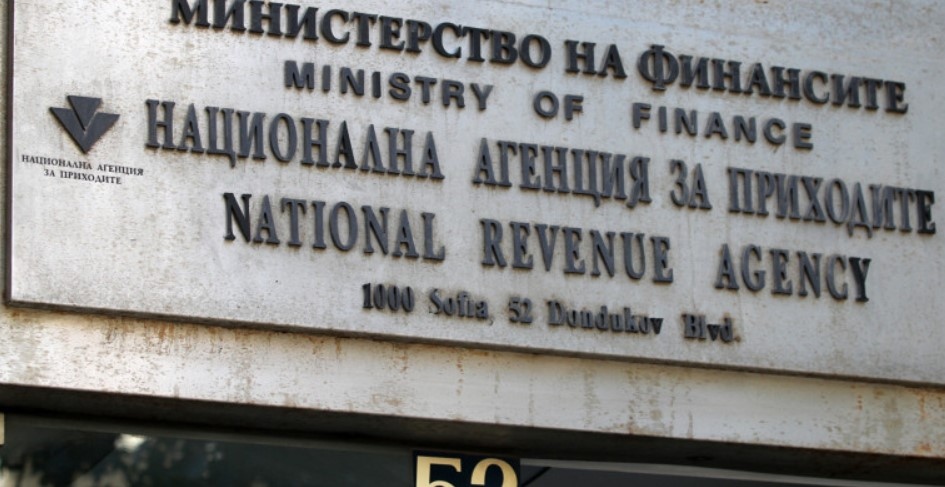 МИНИСТЕРСТВО НА ФИНАНСИТЕ
MINISTRY OF FINANCE
НАЦИОНАЛНА АГЕНЦИЯ
ЗА ПРИХОДИТЕ
НАЦИОНАЛНА АГЕНЦИЯ ЗА ПРИХОДИТЕ
NATIONAL REVENUE AGENCY
1000 Sofia, 52 Dondukov Blvd.
52